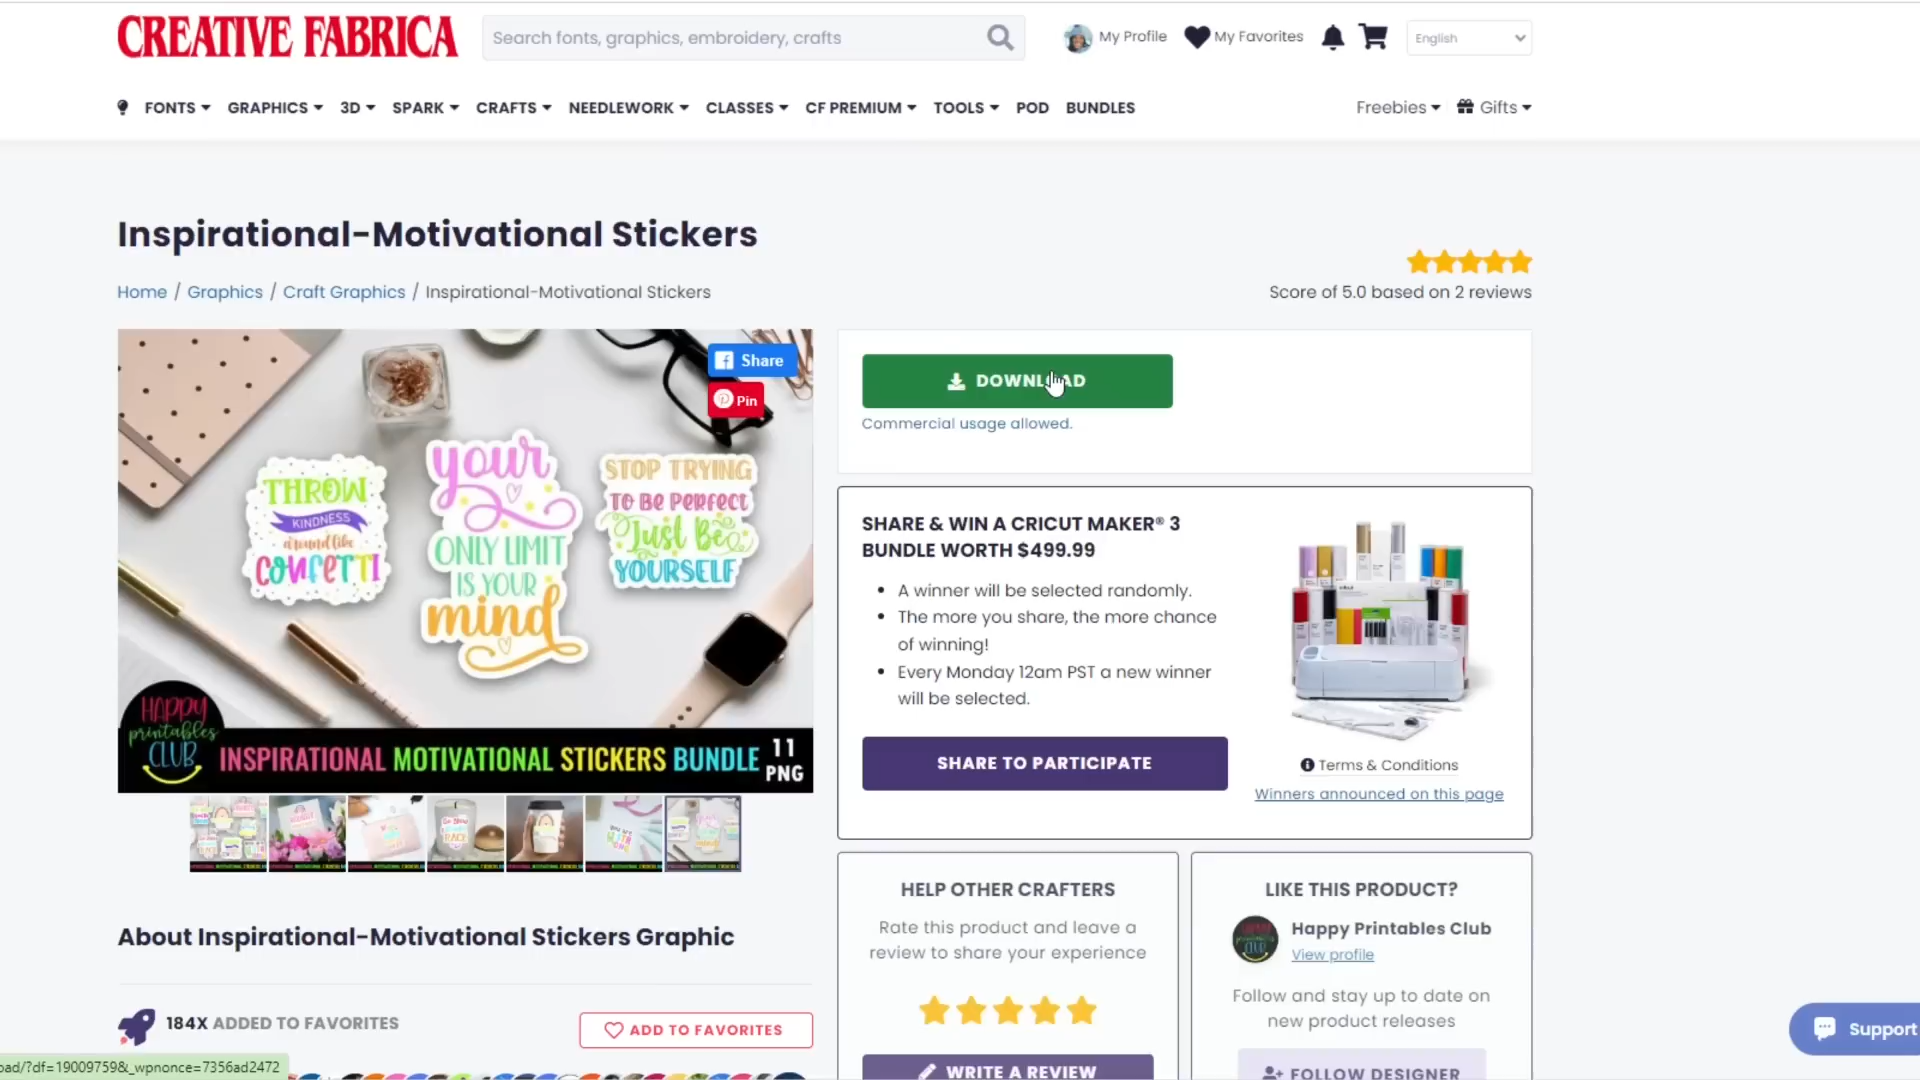 CREATIVE FABRICA
Search fonts, graphics, embroidery, crafts
My Profile
My Favorites
English
FONTS GRAPHICS 3D SPARK CRAFTS NEEDLEWORK CLASSES CF PREMIUM TOOLS POD BUNDLES
Freebies Gifts
Inspirational-Motivational Stickers
Home / Graphics / Craft Graphics / Inspirational-Motivational Stickers
Score of 5.0 based on 2 reviews
Share
Pin
THROW
KINDNESS
around like
CONFETTI
your
ONLY LIMIT
IS YOUR
mind
STOP TRYING
TO BE PERFECT
Just Be
YOURSELF
HAPPY
printables
CLUB
INSPIRATIONAL MOTIVATIONAL STICKERS BUNDLE
11
PNG
DOWNLOAD
Commercial usage allowed.
SHARE & WIN A CRICUT MAKER® 3
BUNDLE WORTH $499.99
A winner will be selected randomly.
The more you share, the more chance
of winning!
Every Monday 12am PST a new winner
will be selected.
SHARE TO PARTICIPATE
Terms & Conditions
Winners announced on this page
About Inspirational-Motivational Stickers Graphic
184X ADDED TO FAVORITES
ADD TO FAVORITES
HELP OTHER CRAFTERS
Rate this product and leave a
review to share your experience
WRITE A REVIEW
LIKE THIS PRODUCT?
Happy Printables Club
View profile
Follow and stay up to date on
new product releases
FOLLOW DESIGNER
Support
oad/?df=19009759&_wpnonce=7356ad2472